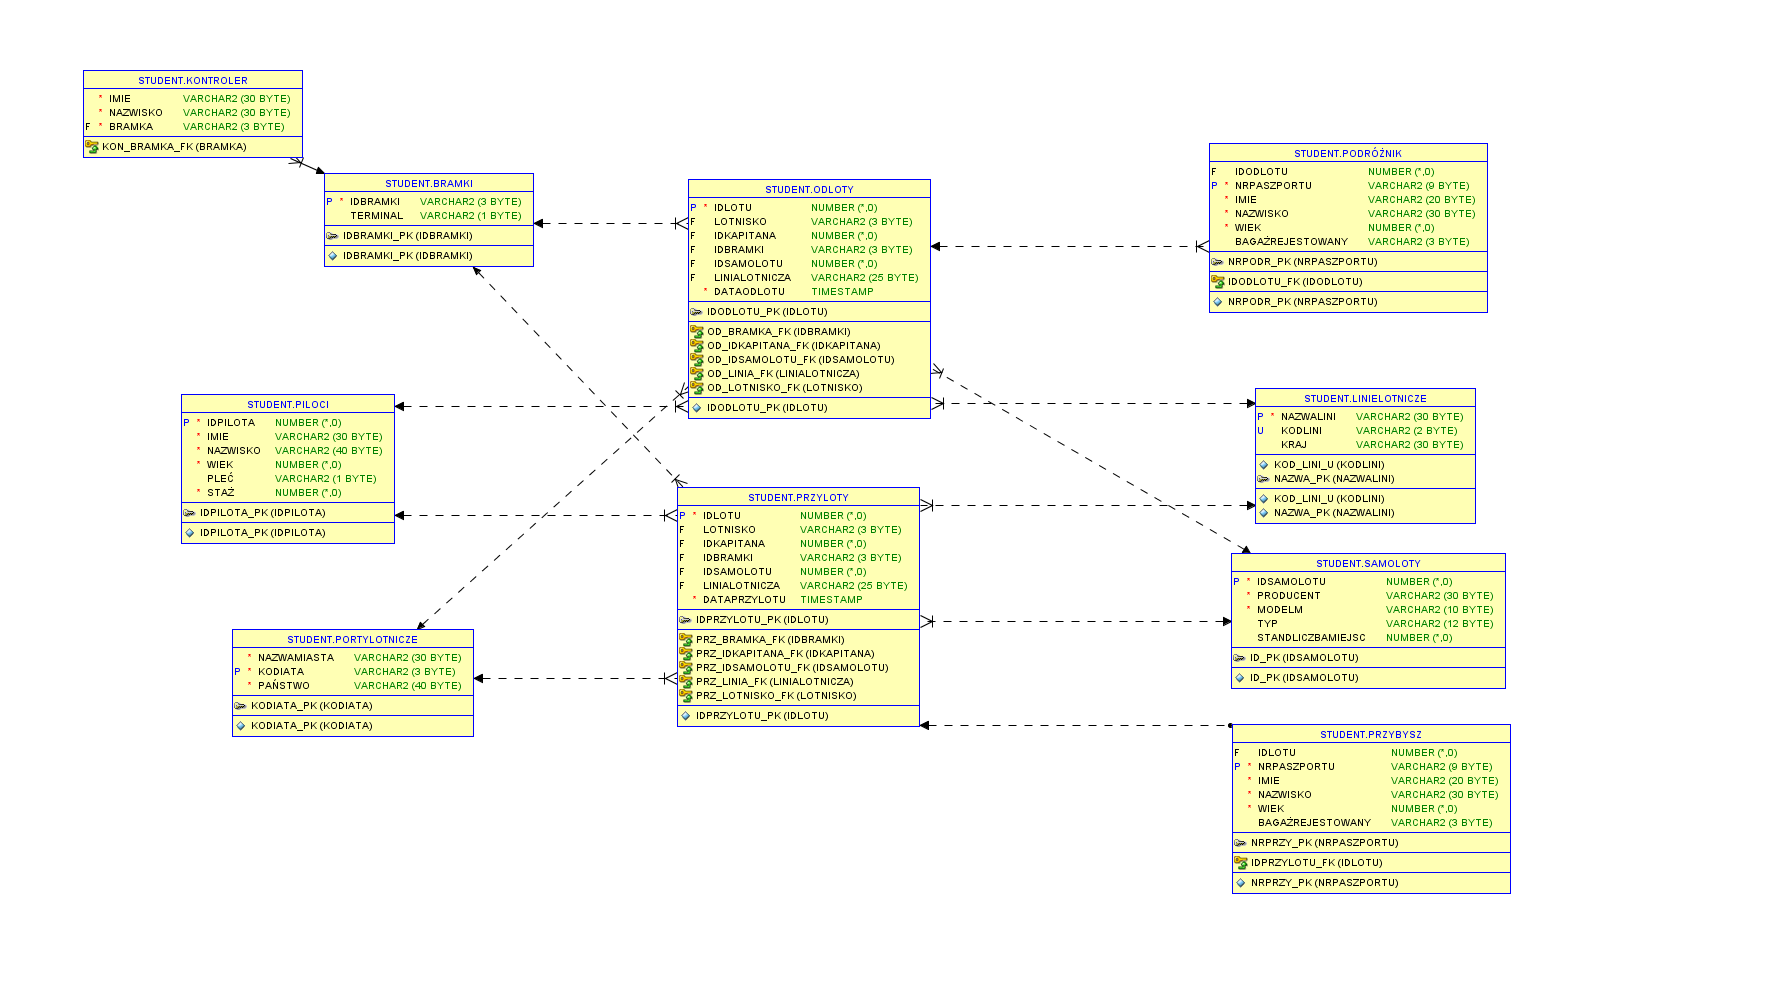 STUDENT.KONTROLER
* IMIE VARCHAR2 (30 BYTE)
* NAZWISKO VARCHAR2 (30 BYTE)
F * BRAMKA VARCHAR2 (3 BYTE)
KON_BRAMKA_FK (BRAMKA)
STUDENT.BRAMKI
P * IDBRAMKI VARCHAR2 (3 BYTE)
TERMINAL VARCHAR2 (1 BYTE)
IDBRAMKI_PK (IDBRAMKI)
IDBRAMKI_PK (IDBRAMKI)
STUDENT.ODLOTY
P * IDLOTU NUMBER (*,0)
F LOTNISKO VARCHAR2 (3 BYTE)
F IDKAPITANA NUMBER (*,0)
F IDBRAMKI VARCHAR2 (3 BYTE)
F IDSAMOLOTU NUMBER (*,0)
F LINIALOTNICZA VARCHAR2 (25 BYTE)
* DATAODLOTU TIMESTAMP
IDODLOTU_PK (IDLOTU)
OD_BRAMKA_FK (IDBRAMKI)
OD_IDKAPITANA_FK (IDKAPITANA)
OD_IDSAMOLOTU_FK (IDSAMOLOTU)
OD_LINIA_FK (LINIALOTNICZA)
OD_LOTNISKO_FK (LOTNISKO)
IDODLOTU_PK (IDLOTU)
STUDENT.PODRÓŻNIK
F IDODLOTU NUMBER (*,0)
P * NRPASZPORTU VARCHAR2 (9 BYTE)
* IMIE VARCHAR2 (20 BYTE)
* NAZWISKO VARCHAR2 (30 BYTE)
* WIEK NUMBER (*,0)
BAGAŻREJESTOWANY VARCHAR2 (3 BYTE)
NRPODR_PK (NRPASZPORTU)
IDODLOTU_FK (IDODLOTU)
NRPODR_PK (NRPASZPORTU)
STUDENT.PILOCI
P * IDPILOTA NUMBER (*,0)
* IMIE VARCHAR2 (30 BYTE)
* NAZWISKO VARCHAR2 (40 BYTE)
* WIEK NUMBER (*,0)
PLEĆ VARCHAR2 (1 BYTE)
* STAŻ NUMBER (*,0)
IDPILOTA_PK (IDPILOTA)
IDPILOTA_PK (IDPILOTA)
STUDENT.LINIELOTNICZE
P * NAZWALINI VARCHAR2 (30 BYTE)
U KODLINI VARCHAR2 (2 BYTE)
KRAJ VARCHAR2 (30 BYTE)
KOD_LINI_U (KODLINI)
NAZWA_PK (NAZWALINI)
KOD_LINI_U (KODLINI)
NAZWA_PK (NAZWALINI)
STUDENT.PRZYLOTY
P * IDLOTU NUMBER (*,0)
F LOTNISKO VARCHAR2 (3 BYTE)
F IDKAPITANA NUMBER (*,0)
F IDBRAMKI VARCHAR2 (3 BYTE)
F IDSAMOLOTU NUMBER (*,0)
F LINIALOTNICZA VARCHAR2 (25 BYTE)
* DATAPRZYLOTU TIMESTAMP
IDPRZYLOTU_PK (IDLOTU)
PRZ_BRAMKA_FK (IDBRAMKI)
PRZ_IDKAPITANA_FK (IDKAPITANA)
PRZ_IDSAMOLOTU_FK (IDSAMOLOTU)
PRZ_LINIA_FK (LINIALOTNICZA)
PRZ_LOTNISKO_FK (LOTNISKO)
IDPRZYLOTU_PK (IDLOTU)
STUDENT.SAMOLOTY
P * IDSAMOLOTU NUMBER (*,0)
* PRODUCENT VARCHAR2 (30 BYTE)
* MODELM VARCHAR2 (10 BYTE)
TYP VARCHAR2 (12 BYTE)
STANDLICZBAMIEJSC NUMBER (*,0)
ID_PK (IDSAMOLOTU)
ID_PK (IDSAMOLOTU)
STUDENT.PORTYLOTNICZE
* NAZWAMIASTA VARCHAR2 (30 BYTE)
P * KODIATA VARCHAR2 (3 BYTE)
* PAŃSTWO VARCHAR2 (40 BYTE)
KODIATA_PK (KODIATA)
KODIATA_PK (KODIATA)
STUDENT.PRZYBYSZ
F IDLOTU NUMBER (*,0)
P * NRPASZPORTU VARCHAR2 (9 BYTE)
* IMIE VARCHAR2 (20 BYTE)
* NAZWISKO VARCHAR2 (30 BYTE)
* WIEK NUMBER (*,0)
BAGAŻREJESTOWANY VARCHAR2 (3 BYTE)
NRPRZY_PK (NRPASZPORTU)
IDPRZYLOTU_FK (IDLOTU)
NRPRZY_PK (NRPASZPORTU)